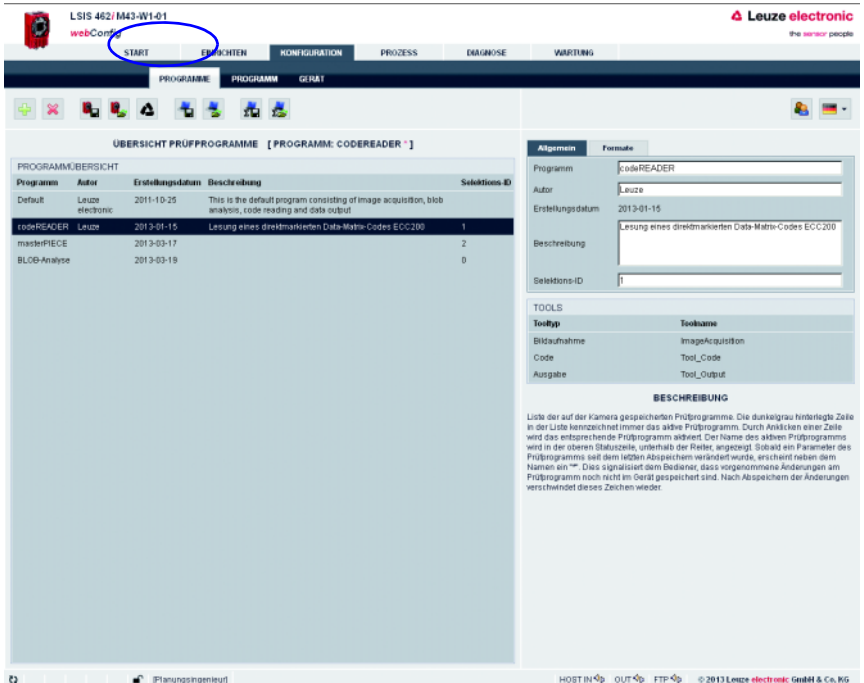 LSIS 462i M43-W1-01
webConfig
Leuze electronic
the sensor people
START EINRICHTEN KONFIGURATION PROZESS DIAGNOSE WARTUNG
PROGRAMME PROGRAMM GERÄT
ÜBERSICHT PRÜFPROGRAMME [ PROGRAMM: CODEREADER * ]
PROGRAMMÜBERSICHT
Programm Autor Erstellungsdatum Beschreibung Selektions-ID
Default Leuze electronic 2011-10-25 This is the default program consisting of image acquisition, blob
analysis, code reading and data output
codeREADER Leuze 2013-01-15 Lesung eines direktmarkierten Data-Matrix-Codes ECC200 1
masterPIECE 2013-03-17 2
BLOB-Analyse 2013-03-19 0
Allgemein Formate
Programm codeREADER
Autor Leuze
Erstellungsdatum 2013-01-15
Beschreibung Lesung eines direktmarkierten Data-Matrix-Codes ECC200
Selektions-ID 1
TOOLS
Tooltyp Toolname
Bildaufnahme ImageAcquisition
Code Tool_Code
Ausgabe Tool_Output
BESCHREIBUNG
Liste der auf der Kamera gespeicherten Prüfprogramme. Die dunkelgrau hinterlegte Zeile
in der Liste kennzeichnet immer das aktive Prüfprogramm. Durch Anklicken einer Zeile
wird das entsprechende Prüfprogramm aktiviert. Der Name des aktiven Prüfprogramms
wird in der oberen Statuszeile, unterhalb der Reiter, angezeigt. Sobald ein Parameter des
Prüfprogramms seit dem letzten Abspeichern verändert wurde, erscheint neben dem
Namen ein "*". Dies signalisiert dem Bediener, dass vorgenommene Änderungen am
Prüfprogramm noch nicht im Gerät gespeichert sind. Nach Abspeichern der Änderungen
verschwindet dieses Zeichen wieder.
[Planungsingenieur] HOST IN OUT FTP © 2013 Leuze electronic GmbH & Co. KG